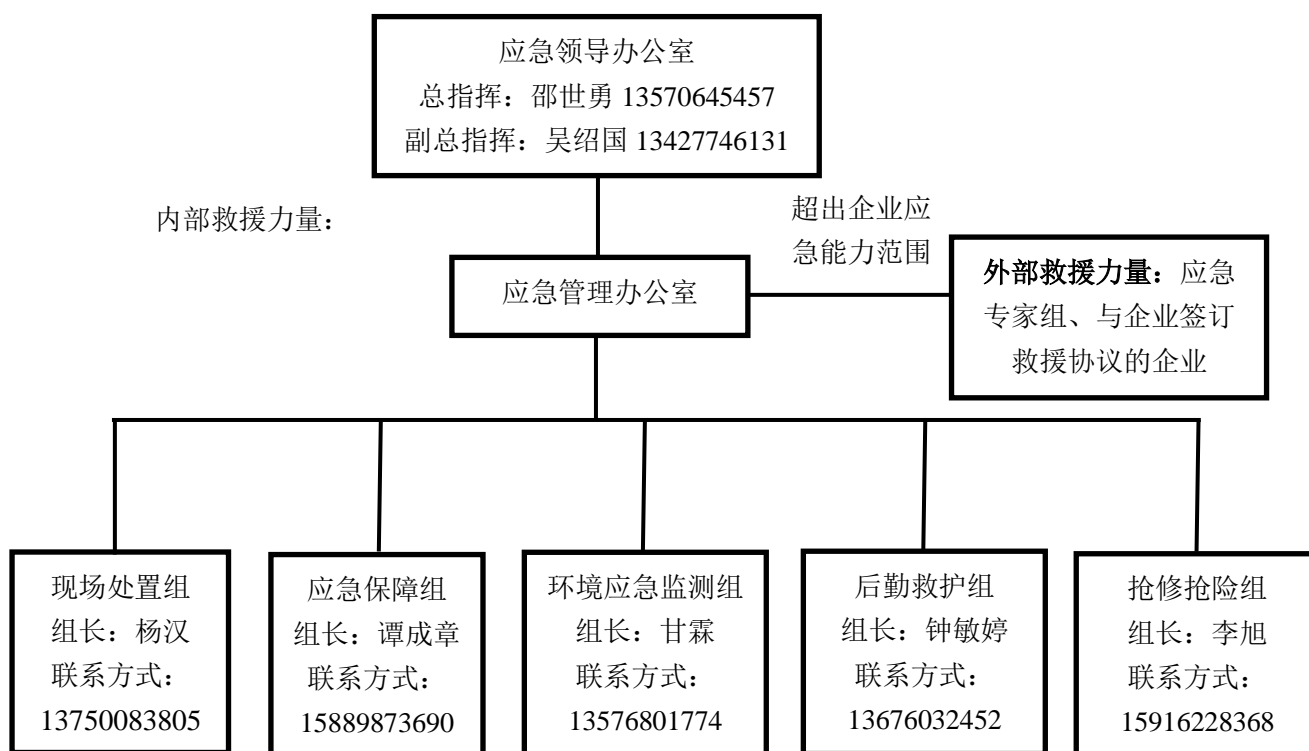 应急领导办公室
总指挥：邵世勇 13570645457
副总指挥：吴绍国 13427746131
内部救援力量：
超出企业应
急能力范围
应急管理办公室
外部救援力量：应急
专家组、与企业签订
救援协议的企业
现场处置组
组长：杨汉
联系方式：
13750083805
应急保障组
组长：谭成章
联系方式：
15889873690
环境应急监测组
组长：甘霖
联系方式：
13576801774
后勤救护组
组长：钟敏婷
联系方式：
13676032452
抢修抢险组
组长：李旭
联系方式：
15916228368